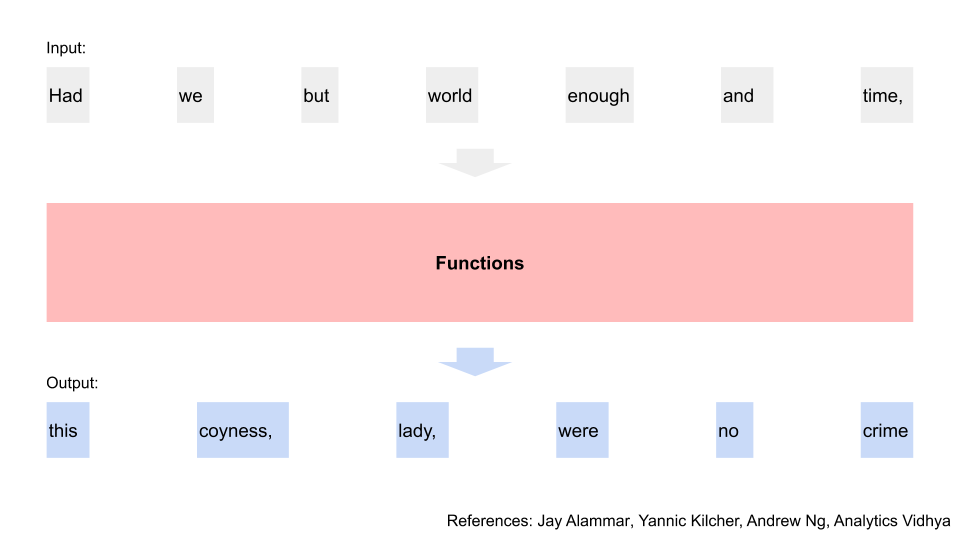 Input:
Had we but world enough and time,
Functions
Output:
this coyness, lady, were no crime
References: Jay Alammar, Yannic Kilcher, Andrew Ng, Analytics Vidhya